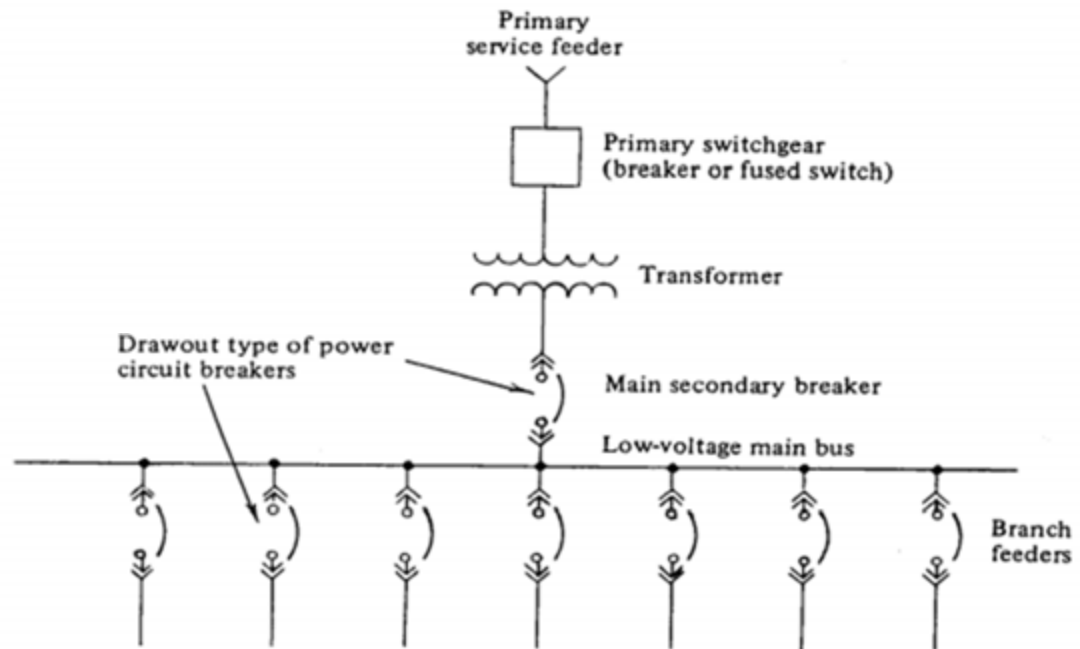 Primary
service feeder
Primary switchgear
(breaker or fused switch)
Transformer
Drawout type of power
circuit breakers
Main secondary breaker
Low-voltage main bus
Branch
feeders